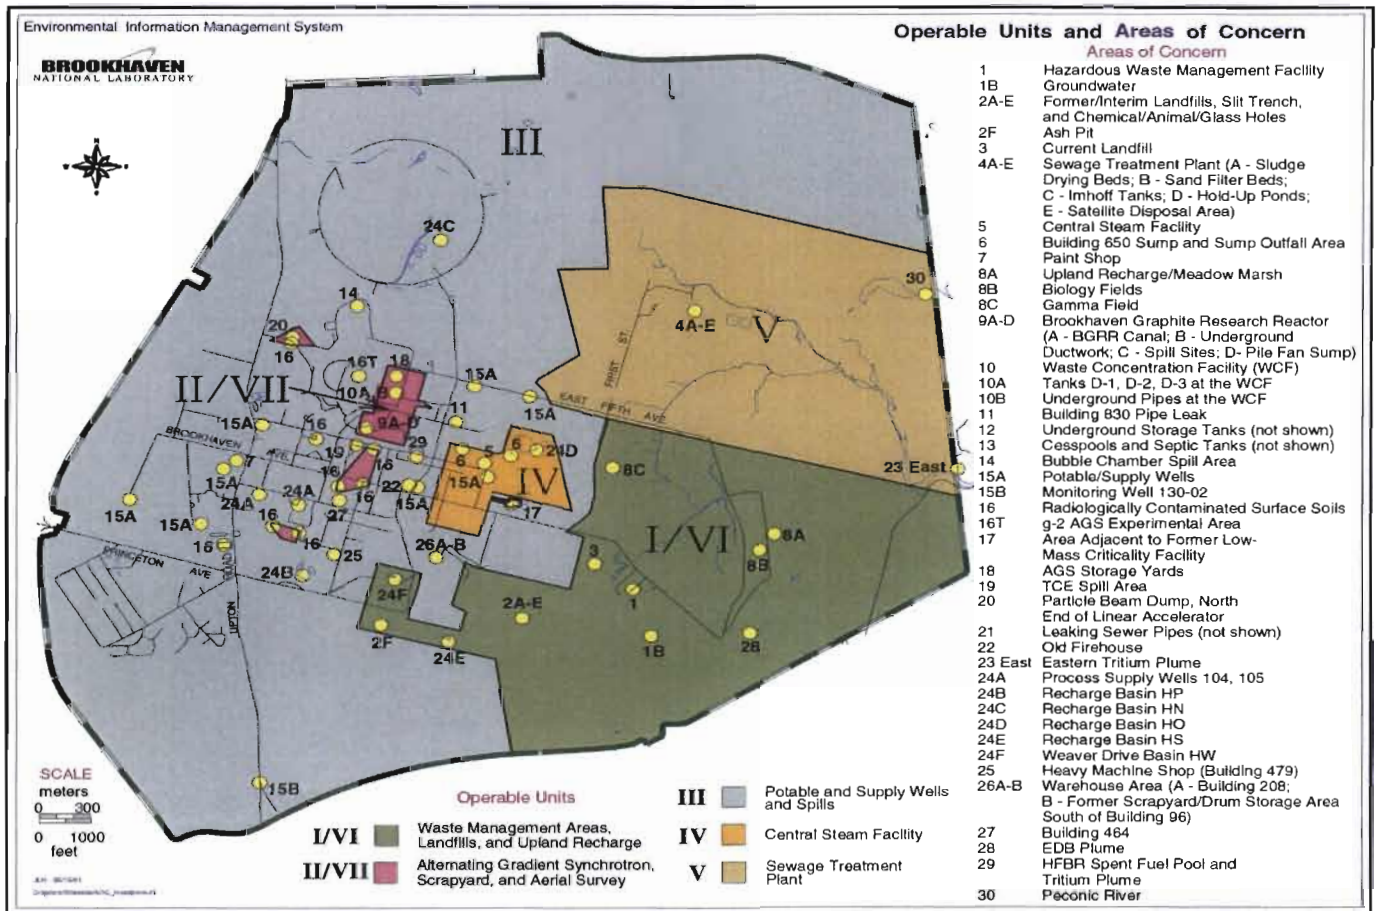 Environmental Information Management System
BROOKHAVEN
NATIONAL LABORATORY
Operable Units and Areas of Concern
Areas of Concern
1 Hazardous Waste Management Facility
1B Groundwater
2A-E Former/Interim Landfills, Slit Trench,
and Chemical/Animal/Glass Holes
2F Ash Pit
3 Current Landfill
4A-E Sewage Treatment Plant (A - Sludge
Drying Beds; B - Sand Filter Beds;
C - Imhoff Tanks; D - Hold-Up Ponds;
E - Satellite Disposal Area)
5 Central Steam Facility
6 Building 650 Sump and Sump Outfall Area
7 Paint Shop
8A Upland Recharge/Meadow Marsh
8B Biology Fields
8C Gamma Field
9A-D Brookhaven Graphite Research Reactor
(A - BGRR Canal; B - Underground
Ductwork; C - Spill Sites; D- Pile Fan Sump)
10 Waste Concentration Facility (WCF)
10A Tanks D-1, D-2, D-3 at the WCF
10B Underground Pipes at the WCF
11 Building 830 Pipe Leak
12 Underground Storage Tanks (not shown)
13 Cesspools and Septic Tanks (not shown)
14 Bubble Chamber Spill Area
15A Potable/Supply Wells
15B Monitoring Well 130-02
16 Radiologically Contaminated Surface Soils
16T g-2 AGS Experimental Area
17 Area Adjacent to Former Low-
Mass Criticality Facility
18 AGS Storage Yards
19 TCE Spill Area
20 Particle Beam Dump, North
End of Linear Accelerator
21 Leaking Sewer Pipes (not shown)
22 Old Firehouse
23 East Eastern Tritium Plume
24A Process Supply Wells 104, 105
24B Recharge Basin HP
24C Recharge Basin HN
24D Recharge Basin HO
24E Recharge Basin HS
24F Weaver Drive Basin HW
25 Heavy Machine Shop (Building 479)
26A-B Warehouse Area (A - Building 208;
B - Former Scrapyard/Drum Storage Area
South of Building 96)
27 Building 464
28 EDB Plume
29 HFBR Spent Fuel Pool and
Tritium Plume
30 Peconic River
III
24C
30
14
4A-E
V
20
16
FIRST ST.
16T
18
15A
II/VII
10A,B
15A
EAST FIFTH AVE
15A
16
9A-D
11
BROOKHAVEN AVE.
19
16
29
6
5
6
24D
8C
23 East
7
15A
16
15A
IV
24A
24A
16
22
15A
17
15A
15A
27
16
16
16
25
26A-B
I/VI
8A
8B
3
PRINCETON AVE
ROAD
UPTON
24B
24F
2A-E
1
2F
24E
1B
28
15B
SCALE
meters
0 300
0 1000
feet
Operable Units
I/VI Waste Management Areas,
Landfills, and Upland Recharge
II/VII Alternating Gradient Synchrotron,
Scrapyard, and Aerial Survey
III Potable and Supply Wells
and Spills
IV Central Steam Facility
V Sewage Treatment
Plant